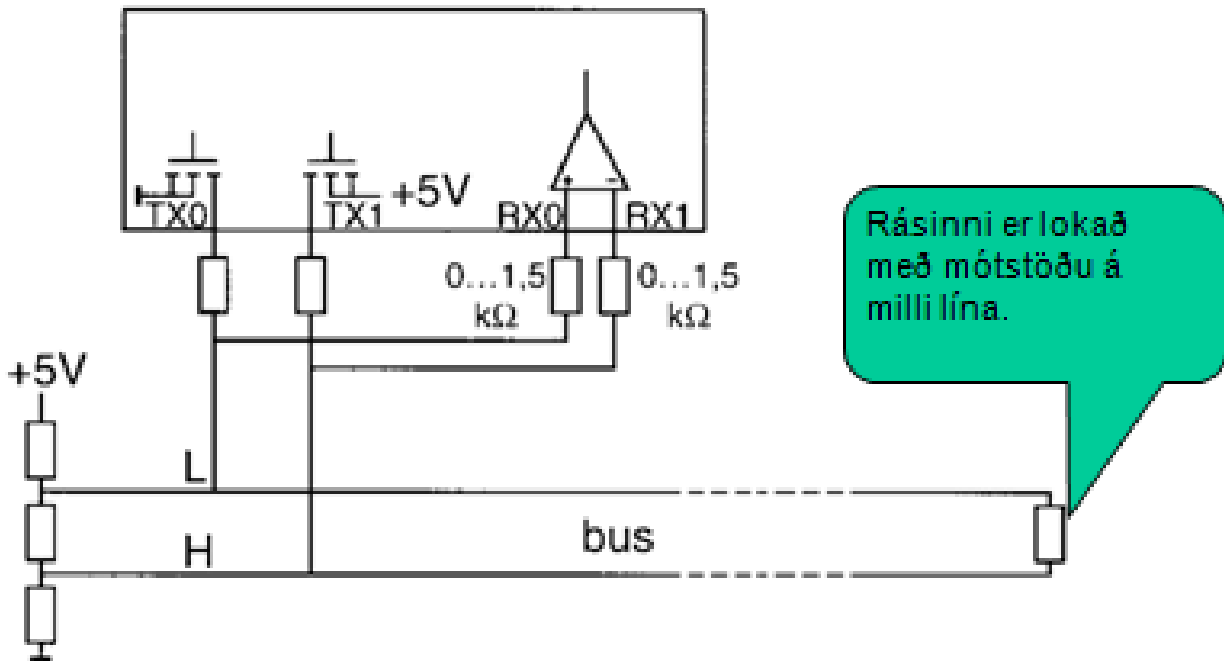 TX0
TX1
+5V
RX0
RX1
0...1,5
kΩ
0...1,5
kΩ
+5V
L
H
bus
Rásinni er lokað
með mótstöðu á
milli lína.